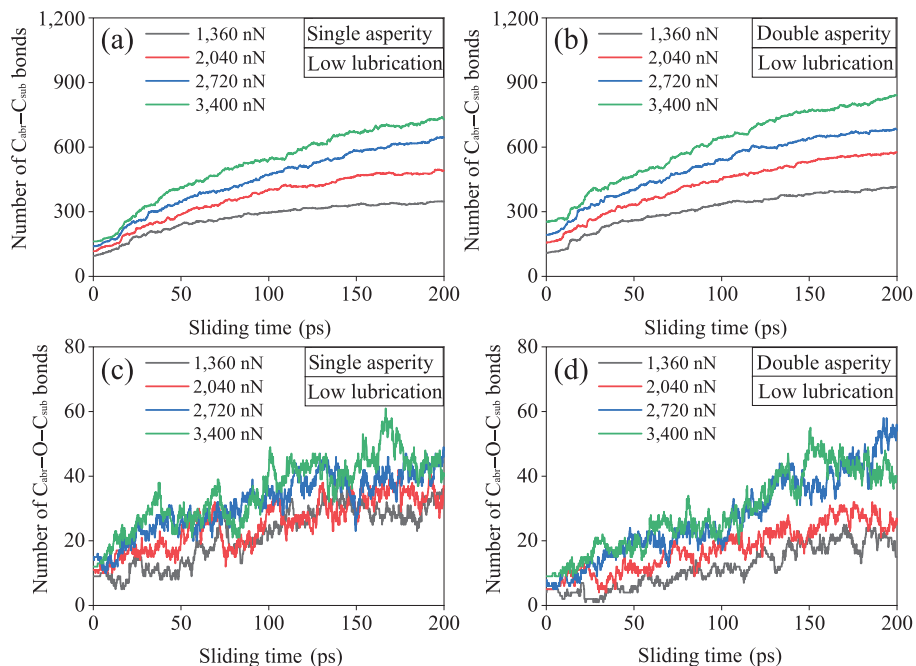 (a)
1,360 nN
2,040 nN
2,720 nN
3,400 nN
Single asperity
Low lubrication
1,200
900
600
300
0
Number of Cabr–Csub bonds
0 50 100 150 200
Sliding time (ps)
(b)
1,360 nN
2,040 nN
2,720 nN
3,400 nN
Double asperity
Low lubrication
1,200
900
600
300
0
Number of Cabr–Csub bonds
0 50 100 150 200
Sliding time (ps)
(c)
1,360 nN
2,040 nN
2,720 nN
3,400 nN
Single asperity
Low lubrication
80
60
40
20
0
Number of Cabr–O–Csub bonds
0 50 100 150 200
Sliding time (ps)
(d)
1,360 nN
2,040 nN
2,720 nN
3,400 nN
Double asperity
Low lubrication
80
60
40
20
0
Number of Cabr–O–Csub bonds
0 50 100 150 200
Sliding time (ps)